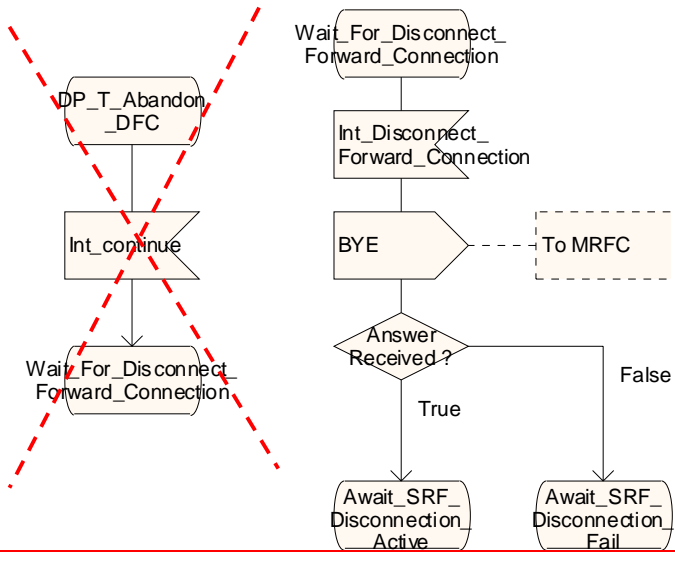 DP_T_Abandon
_DFC
Int_continue
Wait_For_Disconnect_
Forward_Connection
Wait_For_Disconnect_
Forward_Connection
Int_Disconnect_
Forward_Connection
BYE
To MRFC
Answer
Received ?
True
False
Await_SRF_
Disconnection_
Active
Await_SRF_
Disconnection_
Fail